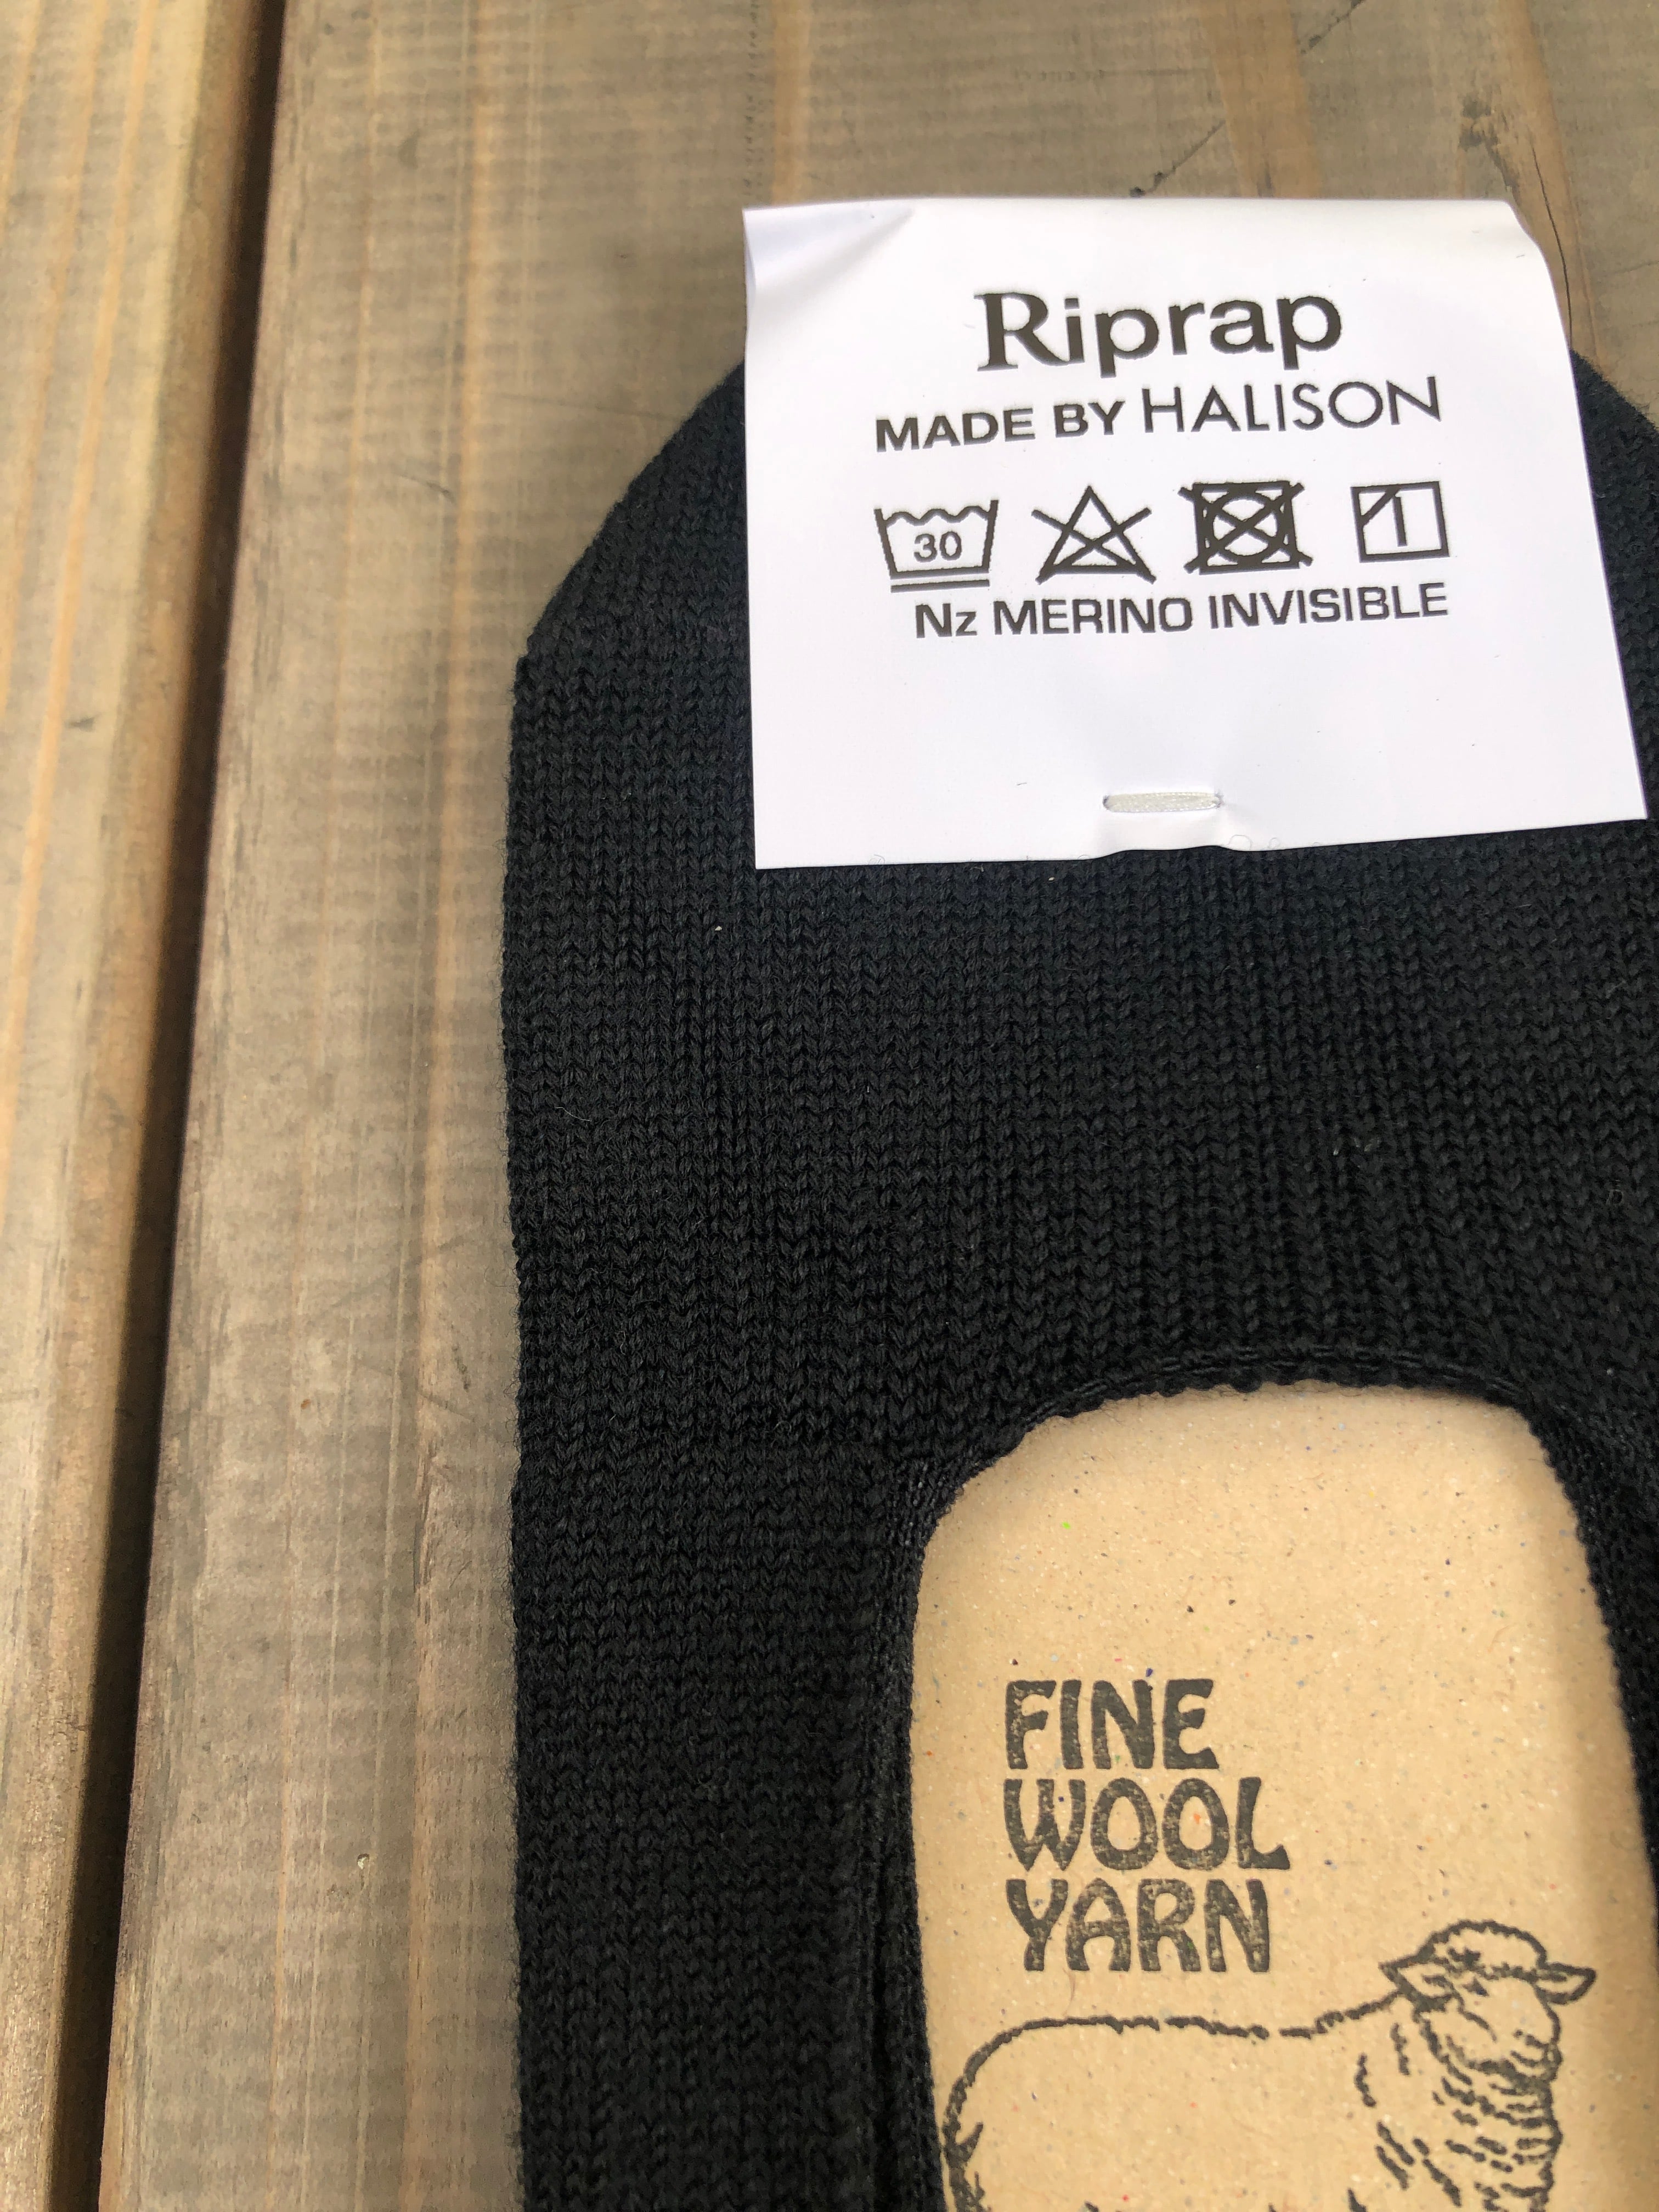 Riprap
MADE BY HALISON
30
Nz MERINO INVISIBLE
FINE
WOOL
YARN